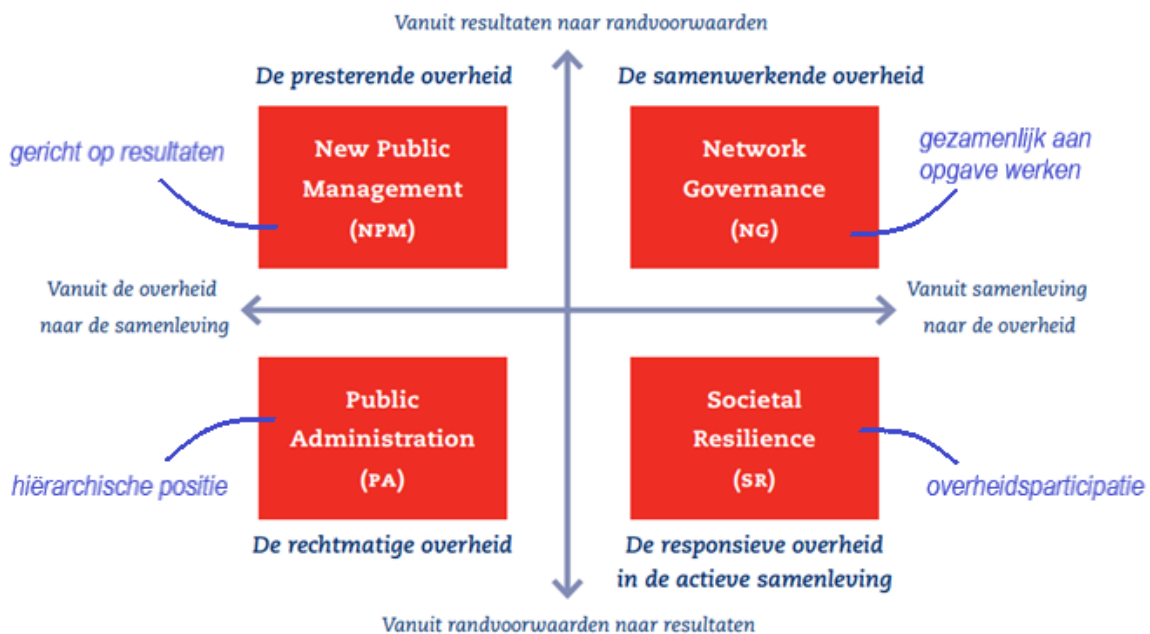 Vanuit resultaten naar randvoorwaarden
De presterende overheid
De samenwerkende overheid
gericht op resultaten
New Public
Management
(NPM)
Network
Governance
(NG)
gezamenlijk aan
opgave werken
Vanuit de overheid
naar de samenleving
Vanuit samenleving
naar de overheid
hiërarchische positie
Public
Administration
(PA)
Societal
Resilience
(SR)
overheidsparticipatie
De rechtmatige overheid
De responsieve overheid
in de actieve samenleving
Vanuit randvoorwaarden naar resultaten